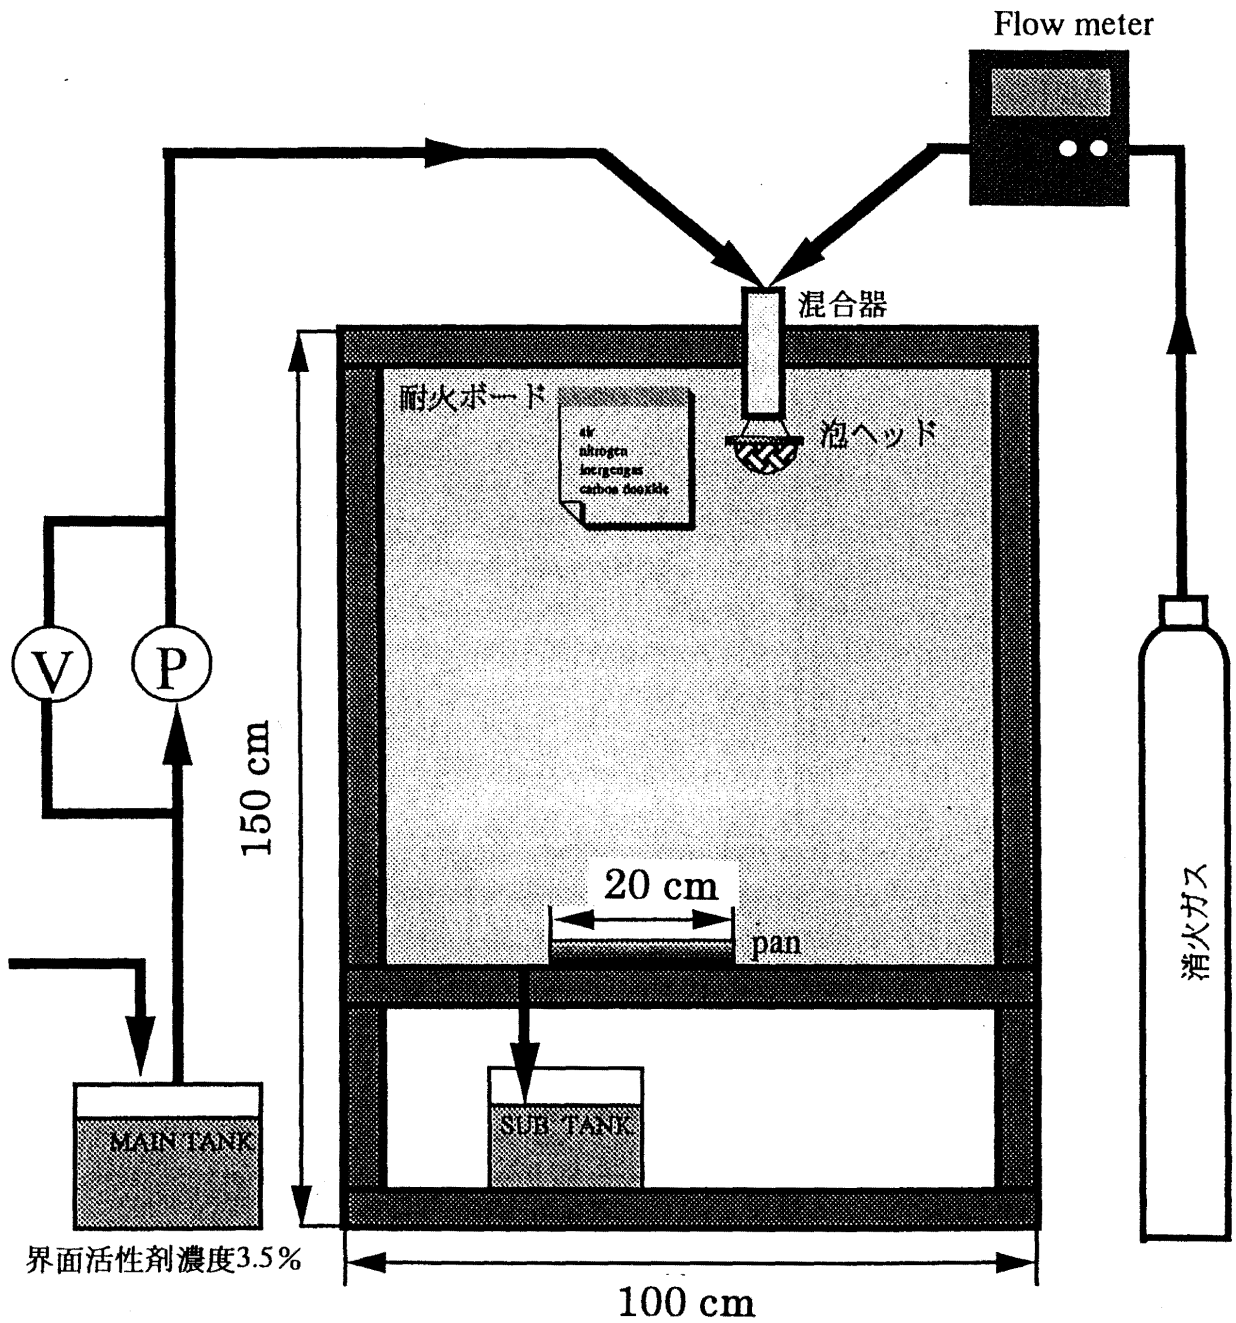 Flow meter
混合器
耐火ボード
泡ヘッド
air
nitrogen
inergengas
carbon dioxide
V
P
150 cm
20 cm
pan
消火ガス
MAIN TANK
SUB TANK
界面活性剤濃度3.5%
100 cm